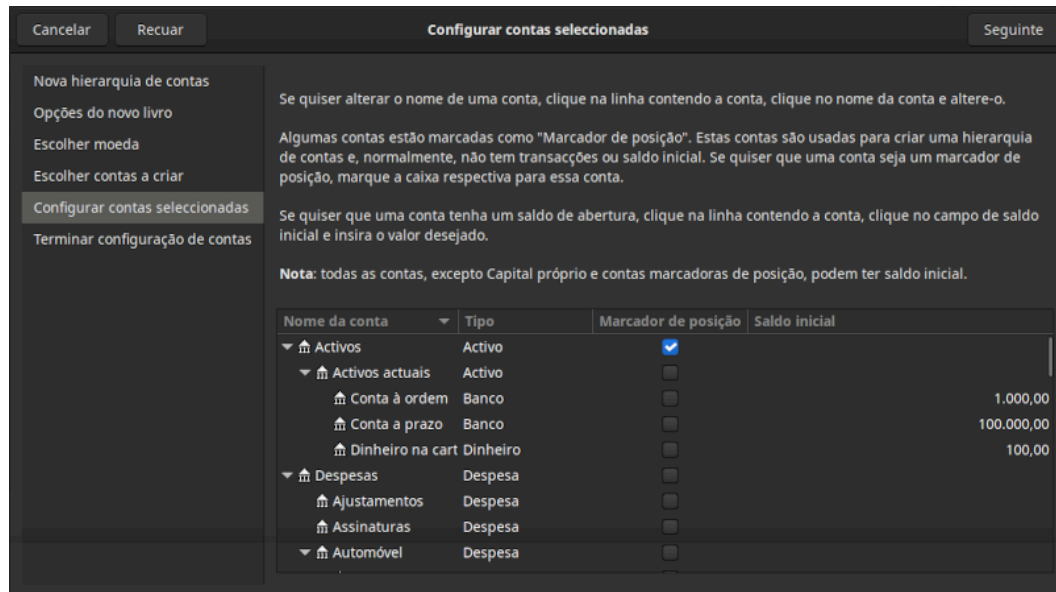 Cancelar Recuar Configurar contas seleccionadas Seguinte
Nova hierarquia de contas
Opções do novo livro
Escolher moeda
Escolher contas a criar
Configurar contas seleccionadas
Terminar configuração de contas
Se quiser alterar o nome de uma conta, clique na linha contendo a conta, clique no nome da conta e altere-o.
Algumas contas estão marcadas como "Marcador de posição". Estas contas são usadas para criar uma hierarquia
de contas e, normalmente, não tem transacções ou saldo inicial. Se quiser que uma conta seja um marcador de
posição, marque a caixa respectiva para essa conta.
Se quiser que uma conta tenha um saldo de abertura, clique na linha contendo a conta, clique no campo de saldo
inicial e insira o valor desejado.
Nota: todas as contas, excepto Capital próprio e contas marcadoras de posição, podem ter saldo inicial.
Nome da conta Tipo Marcador de posição Saldo inicial
Activos Activo
Activos actuais Activo
Conta à ordem Banco 1.000,00
Conta a prazo Banco 100.000,00
Dinheiro na cart Dinheiro 100,00
Despesas Despesa
Ajustamentos Despesa
Assinaturas Despesa
Automóvel Despesa